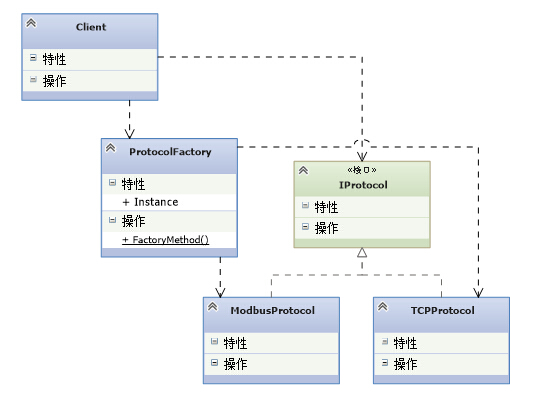 Client
特性
操作
ProtocolFactory
特性
+ Instance
操作
+ FactoryMethod()
«接口»
IProtocol
特性
操作
ModbusProtocol
特性
操作
TCPProtocol
特性
操作